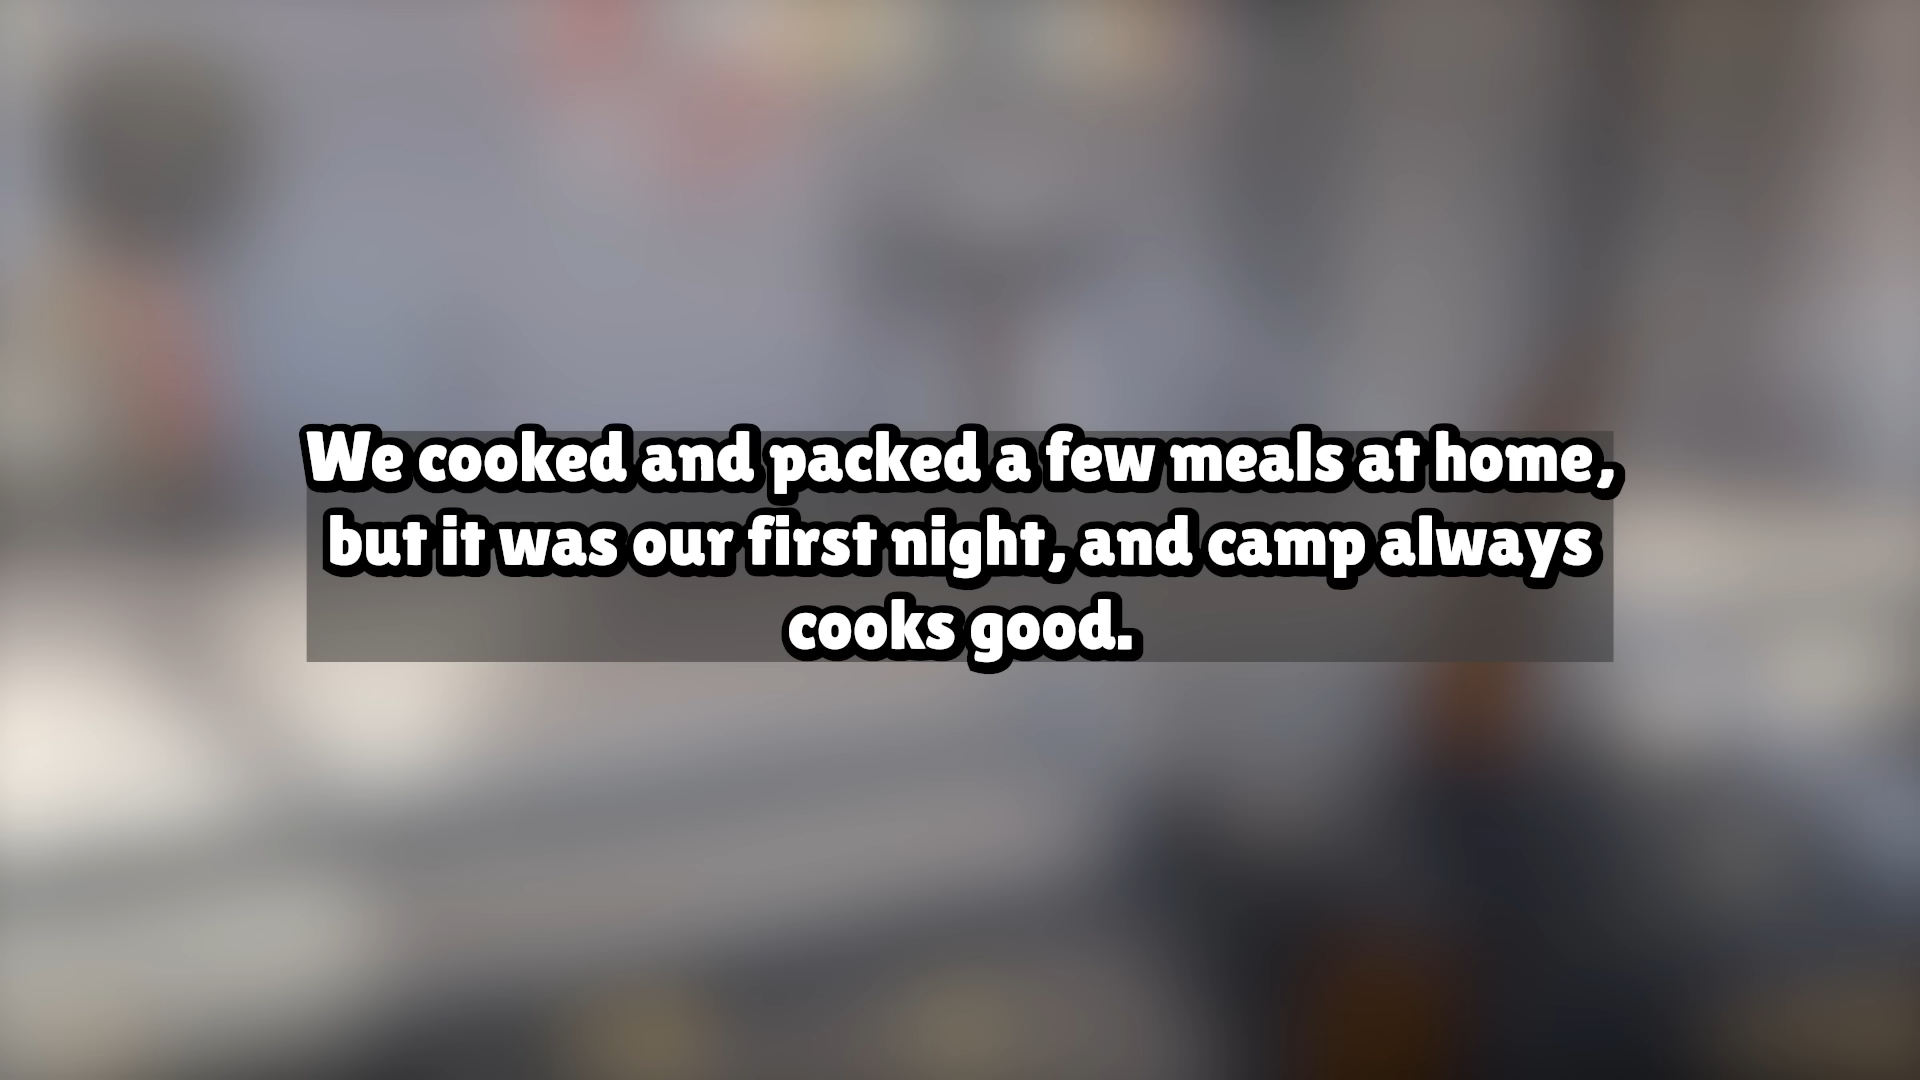 We cooked and packed a few meals at home,
but it was our first night, and camp always
cooks good.